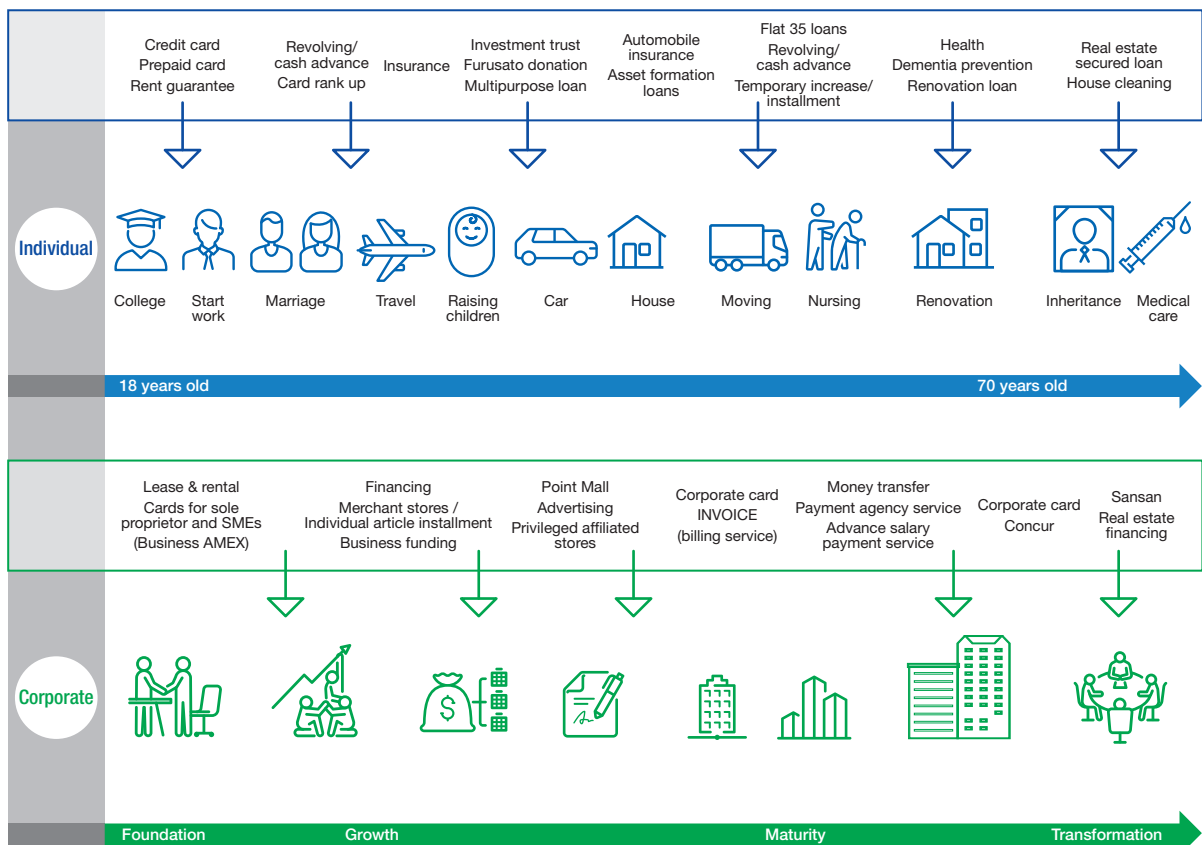 Credit card
Prepaid card
Rent guarantee
Revolving/
cash advance
Card rank up
Insurance
Investment trust
Furusato donation
Multipurpose loan
Automobile
insurance
Asset formation
loans
Flat 35 loans
Revolving/
cash advance
Temporary increase/
installment
Health
Dementia prevention
Renovation loan
Real estate
secured loan
House cleaning
Individual
College
Start
work
Marriage
Travel
Raising
children
Car
House
Moving
Nursing
Renovation
Inheritance
Medical
care
18 years old
70 years old
Lease & rental
Cards for sole
proprietor and SMEs
(Business AMEX)
Financing
Merchant stores /
Individual article installment
Business funding
Point Mall
Advertising
Privileged affiliated
stores
Corporate card
INVOICE
(billing service)
Money transfer
Payment agency service
Advance salary
payment service
Corporate card
Concur
Sansan
Real estate
financing
Corporate
$
Foundation
Growth
Maturity
Transformation